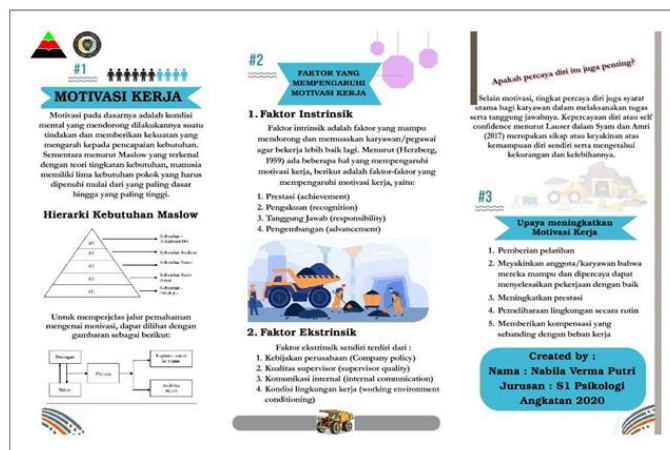 #1
MOTIVASI KERJA
Motivasi pada dasarnya adalah kondisi
mental yang mendorong dilakukannya suatu
tindakan dan memberikan kekuatan yang
mengarah kepada pencapaian kebutuhan.
Sementara menurut Maslow yang terkenal
dengan teori tingkatan kebutuhan, manusia
memiliki lima kebutuhan pokok yang harus
dipenuhi mulai dari yang paling dasar
hingga yang paling tinggi.
Hierarki Kebutuhan Maslow
Untuk memperjelas jalur pemahaman
mengenai motivasi, dapat dilihat dengan
gambaran sebagai berikut:
#2
FAKTOR YANG
MEMPENGARUHI
MOTIVASI KERJA
1. Faktor Instrinsik
Faktor intrinsik adalah faktor yang mampu
mendorong dan memuaskan karyawan/pegawai
agar bekerja lebih baik lagi. Menurut (Herzberg,
1959) ada beberapa hal yang mempengaruhi
motivasi kerja, berikut adalah faktor-faktor yang
mempengaruhi motivasi kerja, yaitu:
1. Prestasi (achievement)
2. Pengakuan (recognition)
3. Tanggung Jawab (responsibility)
4. Pengembangan (advancement)
2. Faktor Ekstrinsik
Faktor ekstrinsik sendiri terdiri dari :
1. Kebijakan perusahaan (Company policy)
2. Kualitas supervisor (supervisor quality)
3. Komunikasi internal (internal commnication)
4. Kondisi lingkungan kerja (working environment
conditioning)
Apakah percaya diri itu juga penting?
Selain motivasi, tingkat percaya diri juga syarat
utama bagi karyawan dalam melaksanakan tugas
serta tanggung jawabnya. Kepercayaan diri atau self
confidence menurut Lauser dalam Syam dan Amri
(2017) merupakan sikap atau keyakinan atas
kemampuan diri sendiri serta mengetahui
kekurangan dan kelebihannya.
#3
Upaya meningkatkan
Motivasi Kerja
1. Pemberian pelatihan
2. Meyakinkan anggota/karyawan bahwa
mereka mampu dan dipercaya dapat
menyelesaikan pekerjaan dengan baik
3. Meningkatkan prestasi
4. Pemeliharaan lingkungan secara rutin
5. Memberikan kompensasi yang
sebanding dengan beban kerja
Created by :
Nama : Nabila Verma Putri
Jurusan : S1 Psikologi
Angkatan 2020